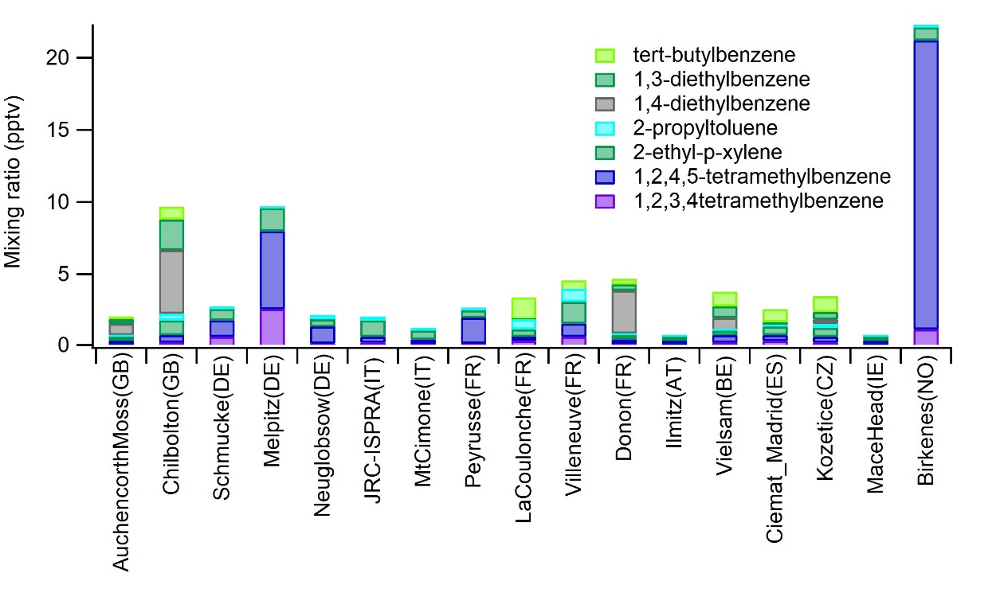 Mixing ratio (pptv)
20
15
10
5
0
tert-butylbenzene
1,3-diethylbenzene
1,4-diethylbenzene
2-propyltoluene
2-ethyl-p-xylene
1,2,4,5-tetramethylbenzene
1,2,3,4tetramethylbenzene
AuchencorthMoss(GB)
Chilbolton(GB)
Schmucke(DE)
Melpitz(DE)
Neuglobsow(DE)
JRC-ISPRA(IT)
MtCimone(IT)
Peyrusse(FR)
LaCoulonche(FR)
Villeneuve(FR)
Donon(FR)
Ilmitz(AT)
Vielsam(BE)
Ciemat_Madrid(ES)
Kozetice(CZ)
MaceHead(IE)
Birkenes(NO)